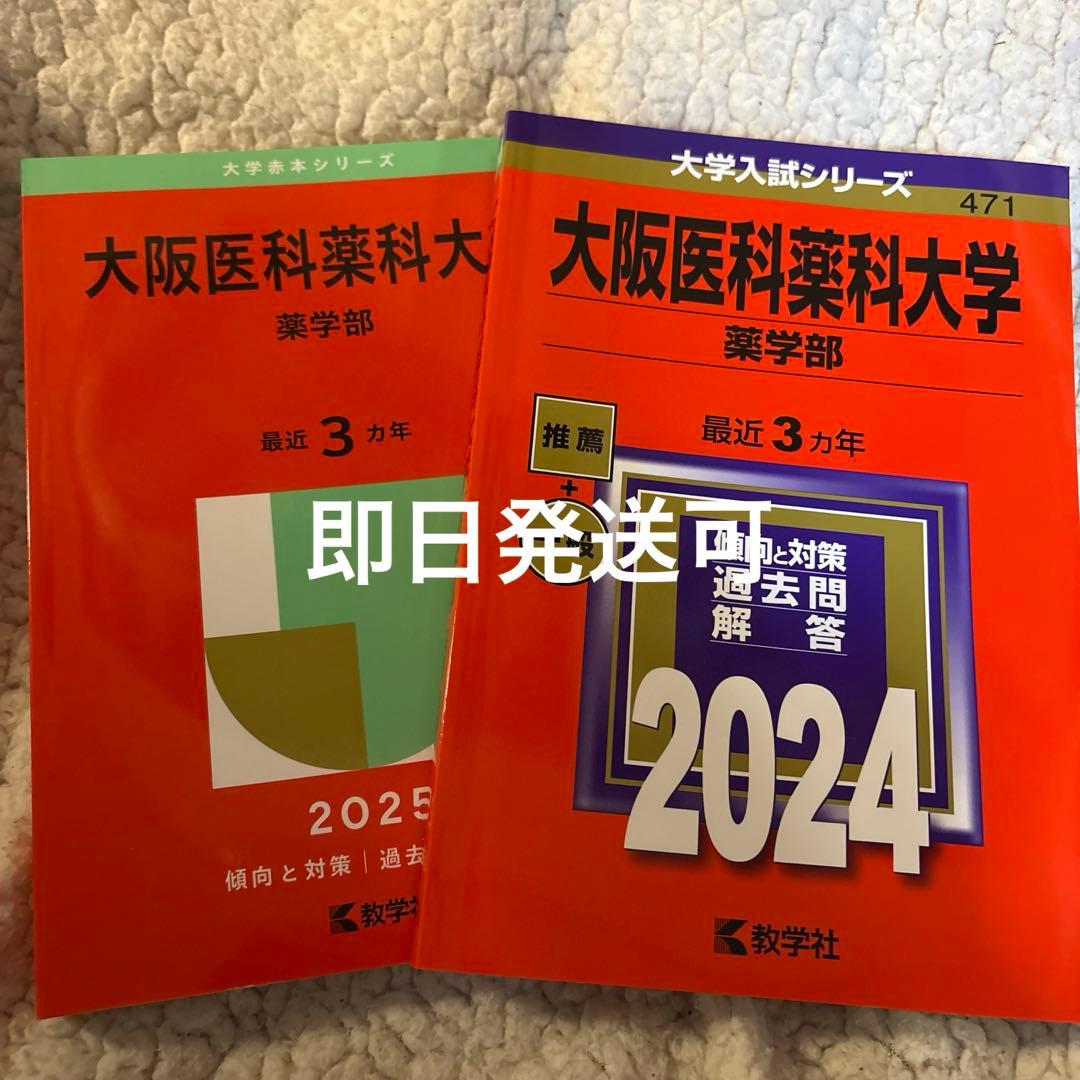 大学赤本シリーズ
大阪医科薬科大
薬学部
最近 3 カ年
2025
傾向と対策｜過去
教学社
大学入試シリーズ
471
大阪医科薬科大学
薬学部
最近 3 カ年
推薦
+
傾向と対策
過去問
解答
2024
教学社
即日発送可